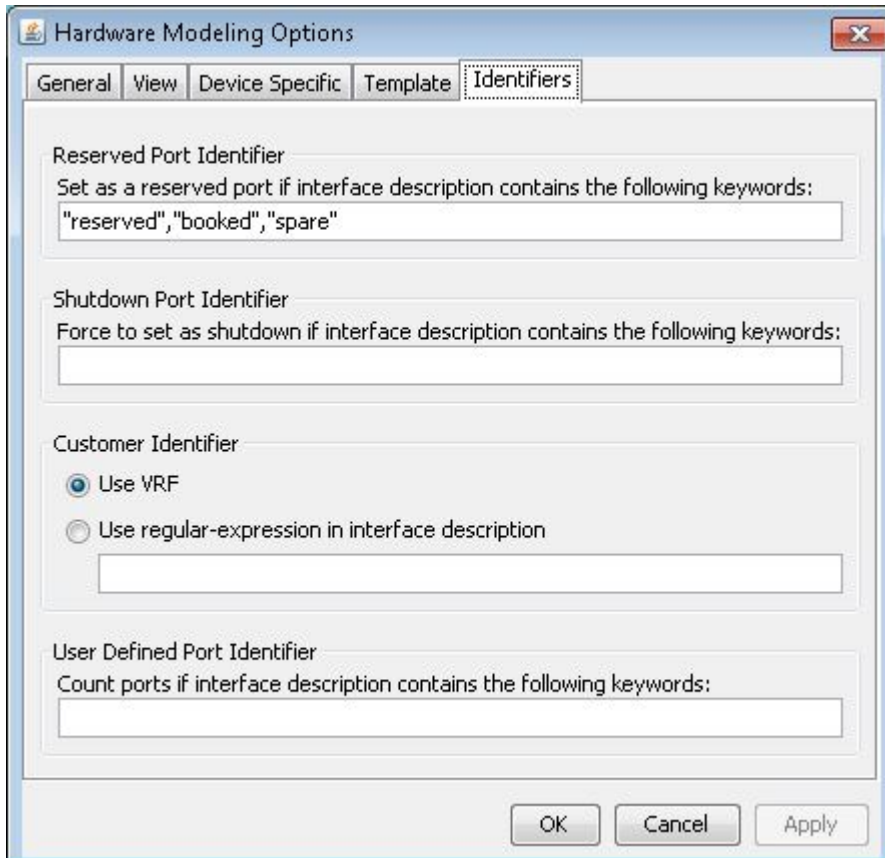 Hardware Modeling Options
General View Device Specific Template Identifiers
Reserved Port Identifier
Set as a reserved port if interface description contains the following keywords:
"reserved","booked","spare"
Shutdown Port Identifier
Force to set as shutdown if interface description contains the following keywords:
Customer Identifier
Use VRF
Use regular-expression in interface description
User Defined Port Identifier
Count ports if interface description contains the following keywords:
OK Cancel Apply